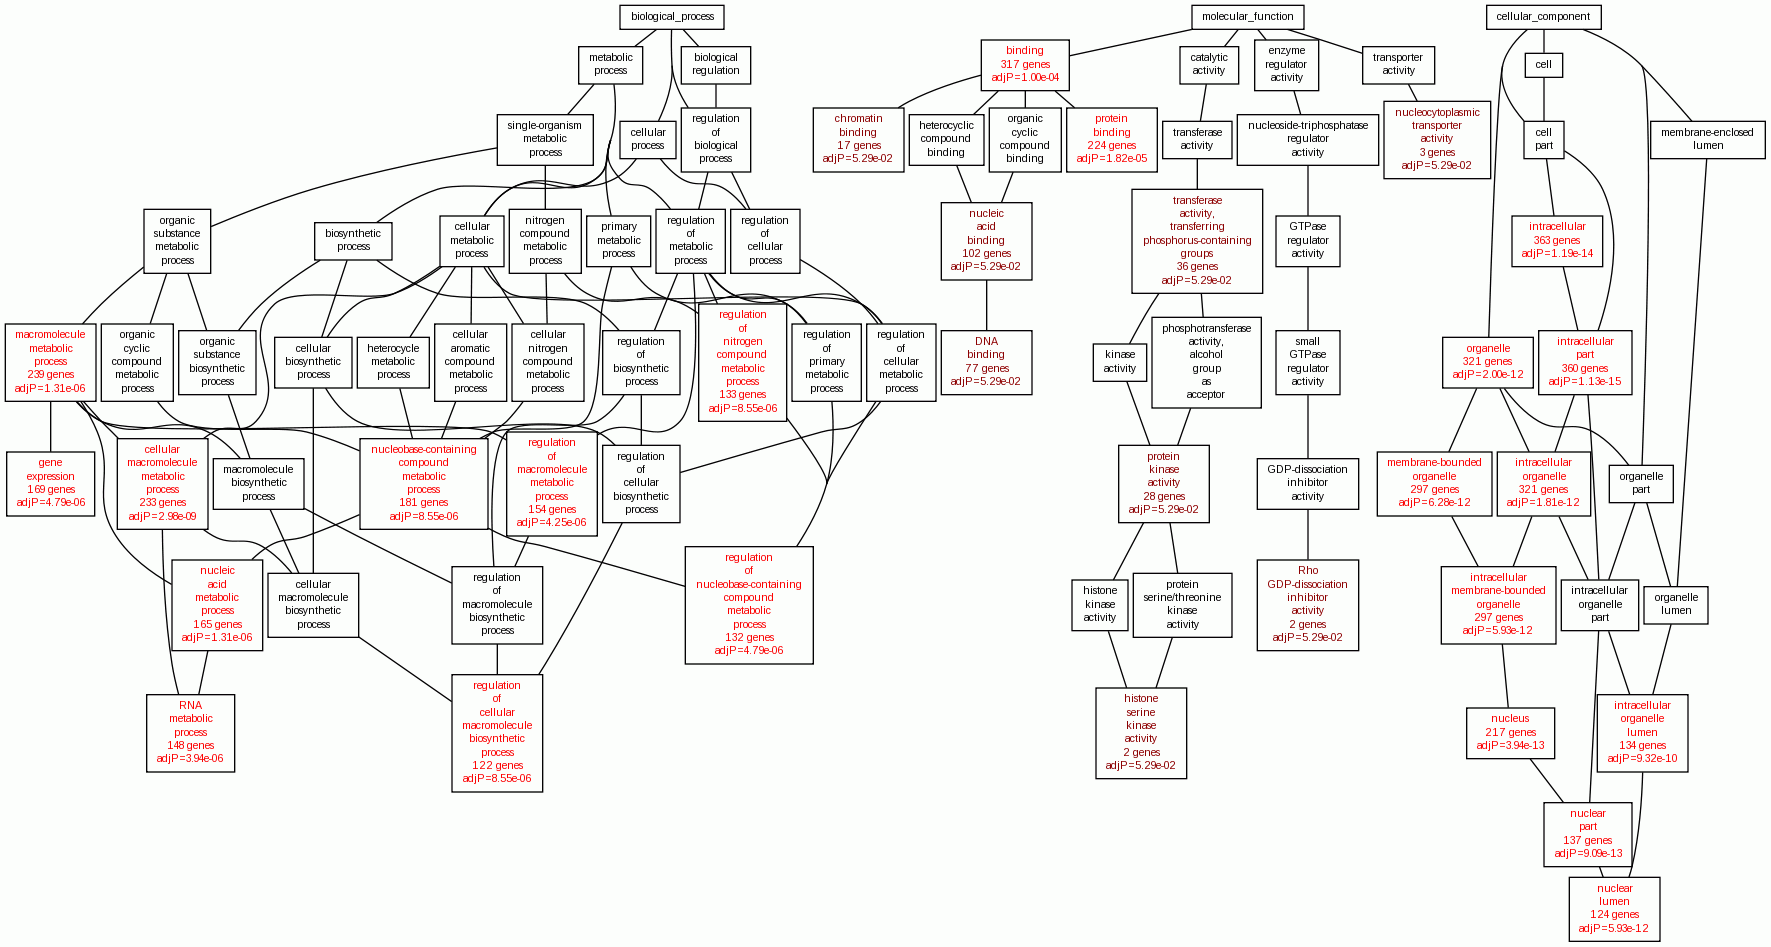 biological_process
molecular_function
cellular_component
metabolic
process
biological
regulation
binding
317 genes
adjP=1.00e-04
catalytic
activity
enzyme
regulator
activity
transporter
activity
cell
single-organism
metabolic
process
cellular
process
regulation
of
biological
process
chromatin
binding
17 genes
adjP=5.29e-02
heterocyclic
compound
binding
organic
cyclic
compound
binding
protein
binding
224 genes
adjP=1.82e-05
transferase
activity
nucleoside-triphosphatase
regulator
activity
nucleocytoplasmic
transporter
activity
3 genes
adjP=5.29e-02
cell
part
membrane-enclosed
lumen
organic
substance
metabolic
process
biosynthetic
process
cellular
metabolic
process
nitrogen
compound
metabolic
process
primary
metabolic
process
regulation
of
metabolic
process
regulation
of
cellular
process
nucleic
acid
binding
102 genes
adjP=5.29e-02
transferase
activity,
transferring
phosphorus-containing
groups
36 genes
adjP=5.29e-02
GTPase
regulator
activity
intracellular
363 genes
adjP=1.19e-14
macromolecule
metabolic
process
239 genes
adjP=1.31e-06
organic
cyclic
compound
metabolic
process
organic
substance
biosynthetic
process
cellular
biosynthetic
process
heterocycle
metabolic
process
cellular
aromatic
compound
metabolic
process
cellular
nitrogen
compound
metabolic
process
regulation
of
biosynthetic
process
regulation
of
nitrogen
compound
metabolic
process
133 genes
adjP=8.55e-06
regulation
of
primary
metabolic
process
regulation
of
cellular
metabolic
process
DNA
binding
77 genes
adjP=5.29e-02
kinase
activity
phosphotransferase
activity,
alcohol
group
as
acceptor
small
GTPase
regulator
activity
organelle
321 genes
adjP=2.00e-12
intracellular
part
360 genes
adjP=1.13e-15
gene
expression
169 genes
adjP=4.79e-06
cellular
macromolecule
metabolic
process
233 genes
adjP=2.98e-09
macromolecule
biosynthetic
process
nucleobase-containing
compound
metabolic
process
181 genes
adjP=8.55e-06
regulation
of
macromolecule
metabolic
process
154 genes
adjP=4.25e-06
regulation
of
cellular
biosynthetic
process
protein
kinase
activity
28 genes
adjP=5.29e-02
GDP-dissociation
inhibitor
activity
membrane-bounded
organelle
297 genes
adjP=6.28e-12
intracellular
organelle
321 genes
adjP=1.81e-12
organelle
part
nucleic
acid
metabolic
process
165 genes
adjP=1.31e-06
cellular
macromolecule
biosynthetic
process
regulation
of
macromolecule
biosynthetic
process
regulation
of
nucleobase-containing
compound
metabolic
process
132 genes
adjP=4.79e-06
histone
kinase
activity
protein
serine/threonine
kinase
activity
Rho
GDP-dissociation
inhibitor
activity
2 genes
adjP=5.29e-02
intracellular
membrane-bounded
organelle
297 genes
adjP=5.93e-12
intracellular
organelle
part
organelle
lumen
RNA
metabolic
process
148 genes
adjP=3.94e-06
regulation
of
cellular
macromolecule
biosynthetic
process
122 genes
adjP=8.55e-06
histone
serine
kinase
activity
2 genes
adjP=5.29e-02
nucleus
217 genes
adjP=3.94e-13
intracellular
organelle
lumen
134 genes
adjP=9.32e-10
nuclear
part
137 genes
adjP=9.09e-13
nuclear
lumen
124 genes
adjP=5.93e-12